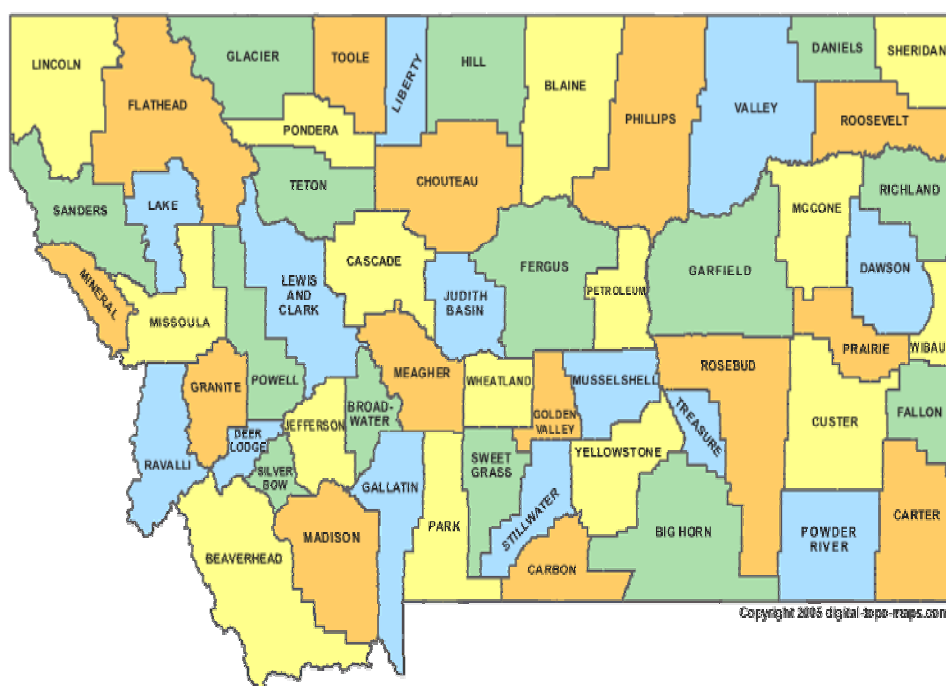 LINCOLN
FLATHEAD
GLACIER
TOOLE
LIBERTY
HILL
BLAINE
PHILLIPS
VALLEY
DANIELS
SHERIDAN
ROOSEVELT
PONDERA
TETON
CHOUTEAU
SANDERS
LAKE
RICHLAND
MCCONE
MINERAL
MISSOULA
LEWIS
AND
CLARK
CASCADE
JUDITH
BASIN
FERGUS
PETROLEUM
GARFIELD
DAWSON
GRANITE
POWELL
MEAGHER
WHEATLAND
GOLDEN
VALLEY
MUSSELSHELL
ROSEBUD
TREASURE
PRAIRIE
WIBAU
RAVALLI
DEER
LODGE
SILVER
BOW
JEFFERSON
BROAD-
WATER
GALLATIN
SWEET
GRASS
YELLOWSTONE
CUSTER
FALLON
BEAVERHEAD
MADISON
PARK
STILLWATER
CARBON
BIG HORN
POWDER
RIVER
CARTER
Copyright 2005 digital-topo-maps.com